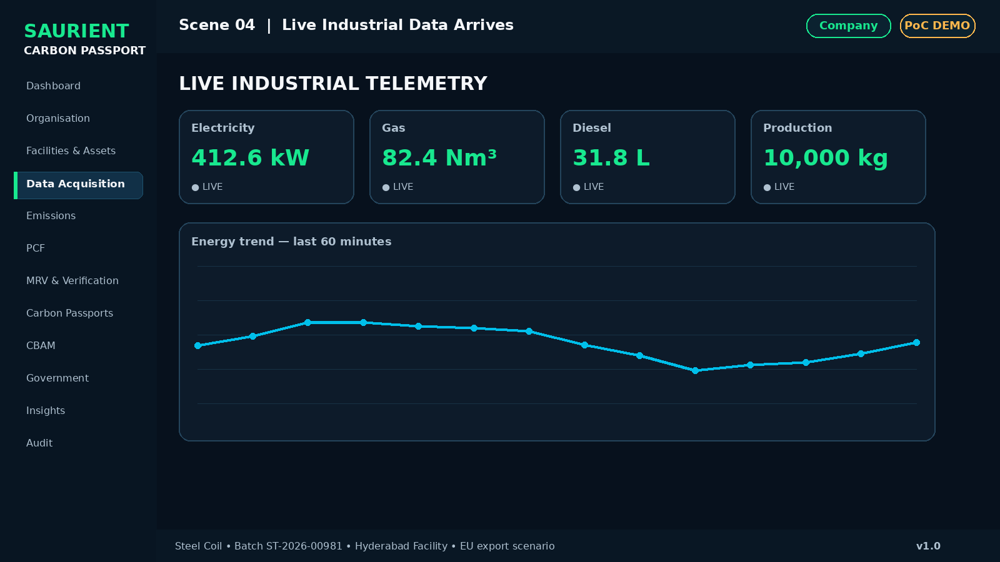 SAURIENT
CARBON PASSPORT
Dashboard
Organisation
Facilities & Assets
Data Acquisition
Emissions
PCF
MRV & Verification
Carbon Passports
CBAM
Government
Insights
Audit
Scene 04 | Live Industrial Data Arrives
Company
PoC DEMO
LIVE INDUSTRIAL TELEMETRY
Electricity
412.6 kW
● LIVE
Gas
82.4 Nm³
● LIVE
Diesel
31.8 L
● LIVE
Production
10,000 kg
● LIVE
Energy trend — last 60 minutes
Steel Coil • Batch ST-2026-00981 • Hyderabad Facility • EU export scenario
v1.0